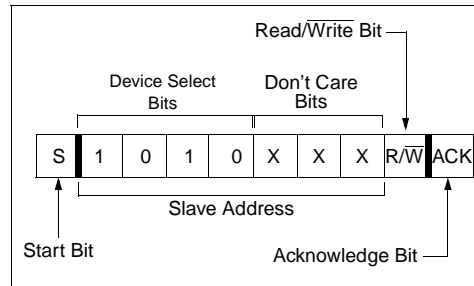 Read/Write Bit
Device Select Bits
Don't Care Bits
S 1 0 1 0 X X X R/W ACK
Slave Address
Start Bit
Acknowledge Bit